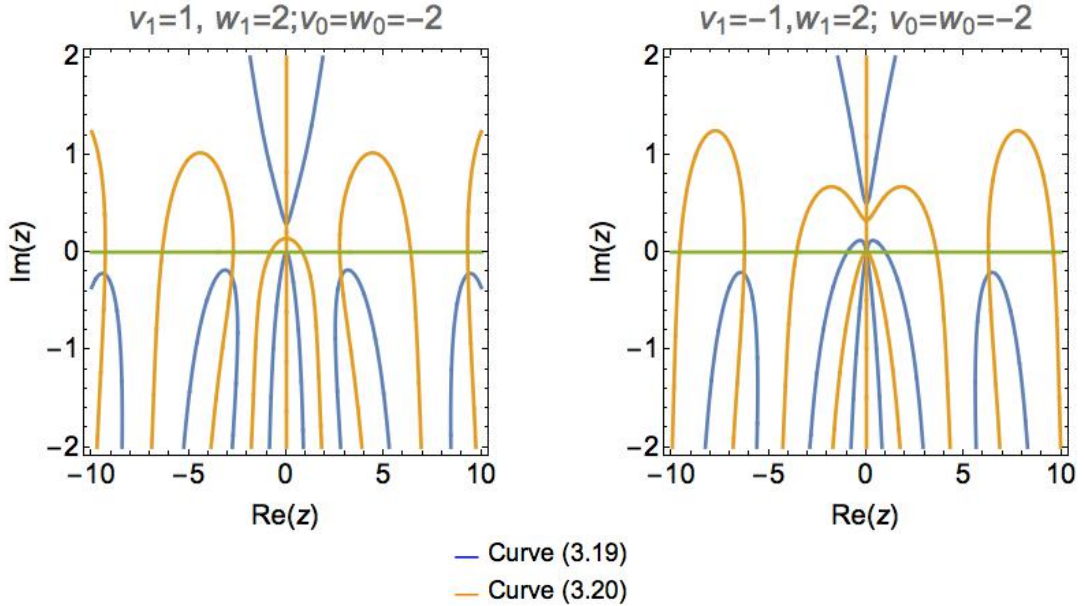 v₁=1, w₁=2;v₀=w₀=−2
2
1
0
−1
−2
−10
−5
0
5
10
Im(z)
Re(z)
v₁=−1,w₁=2; v₀=w₀=−2
2
1
0
−1
−2
−10
−5
0
5
10
Im(z)
Re(z)
Curve (3.19)
Curve (3.20)